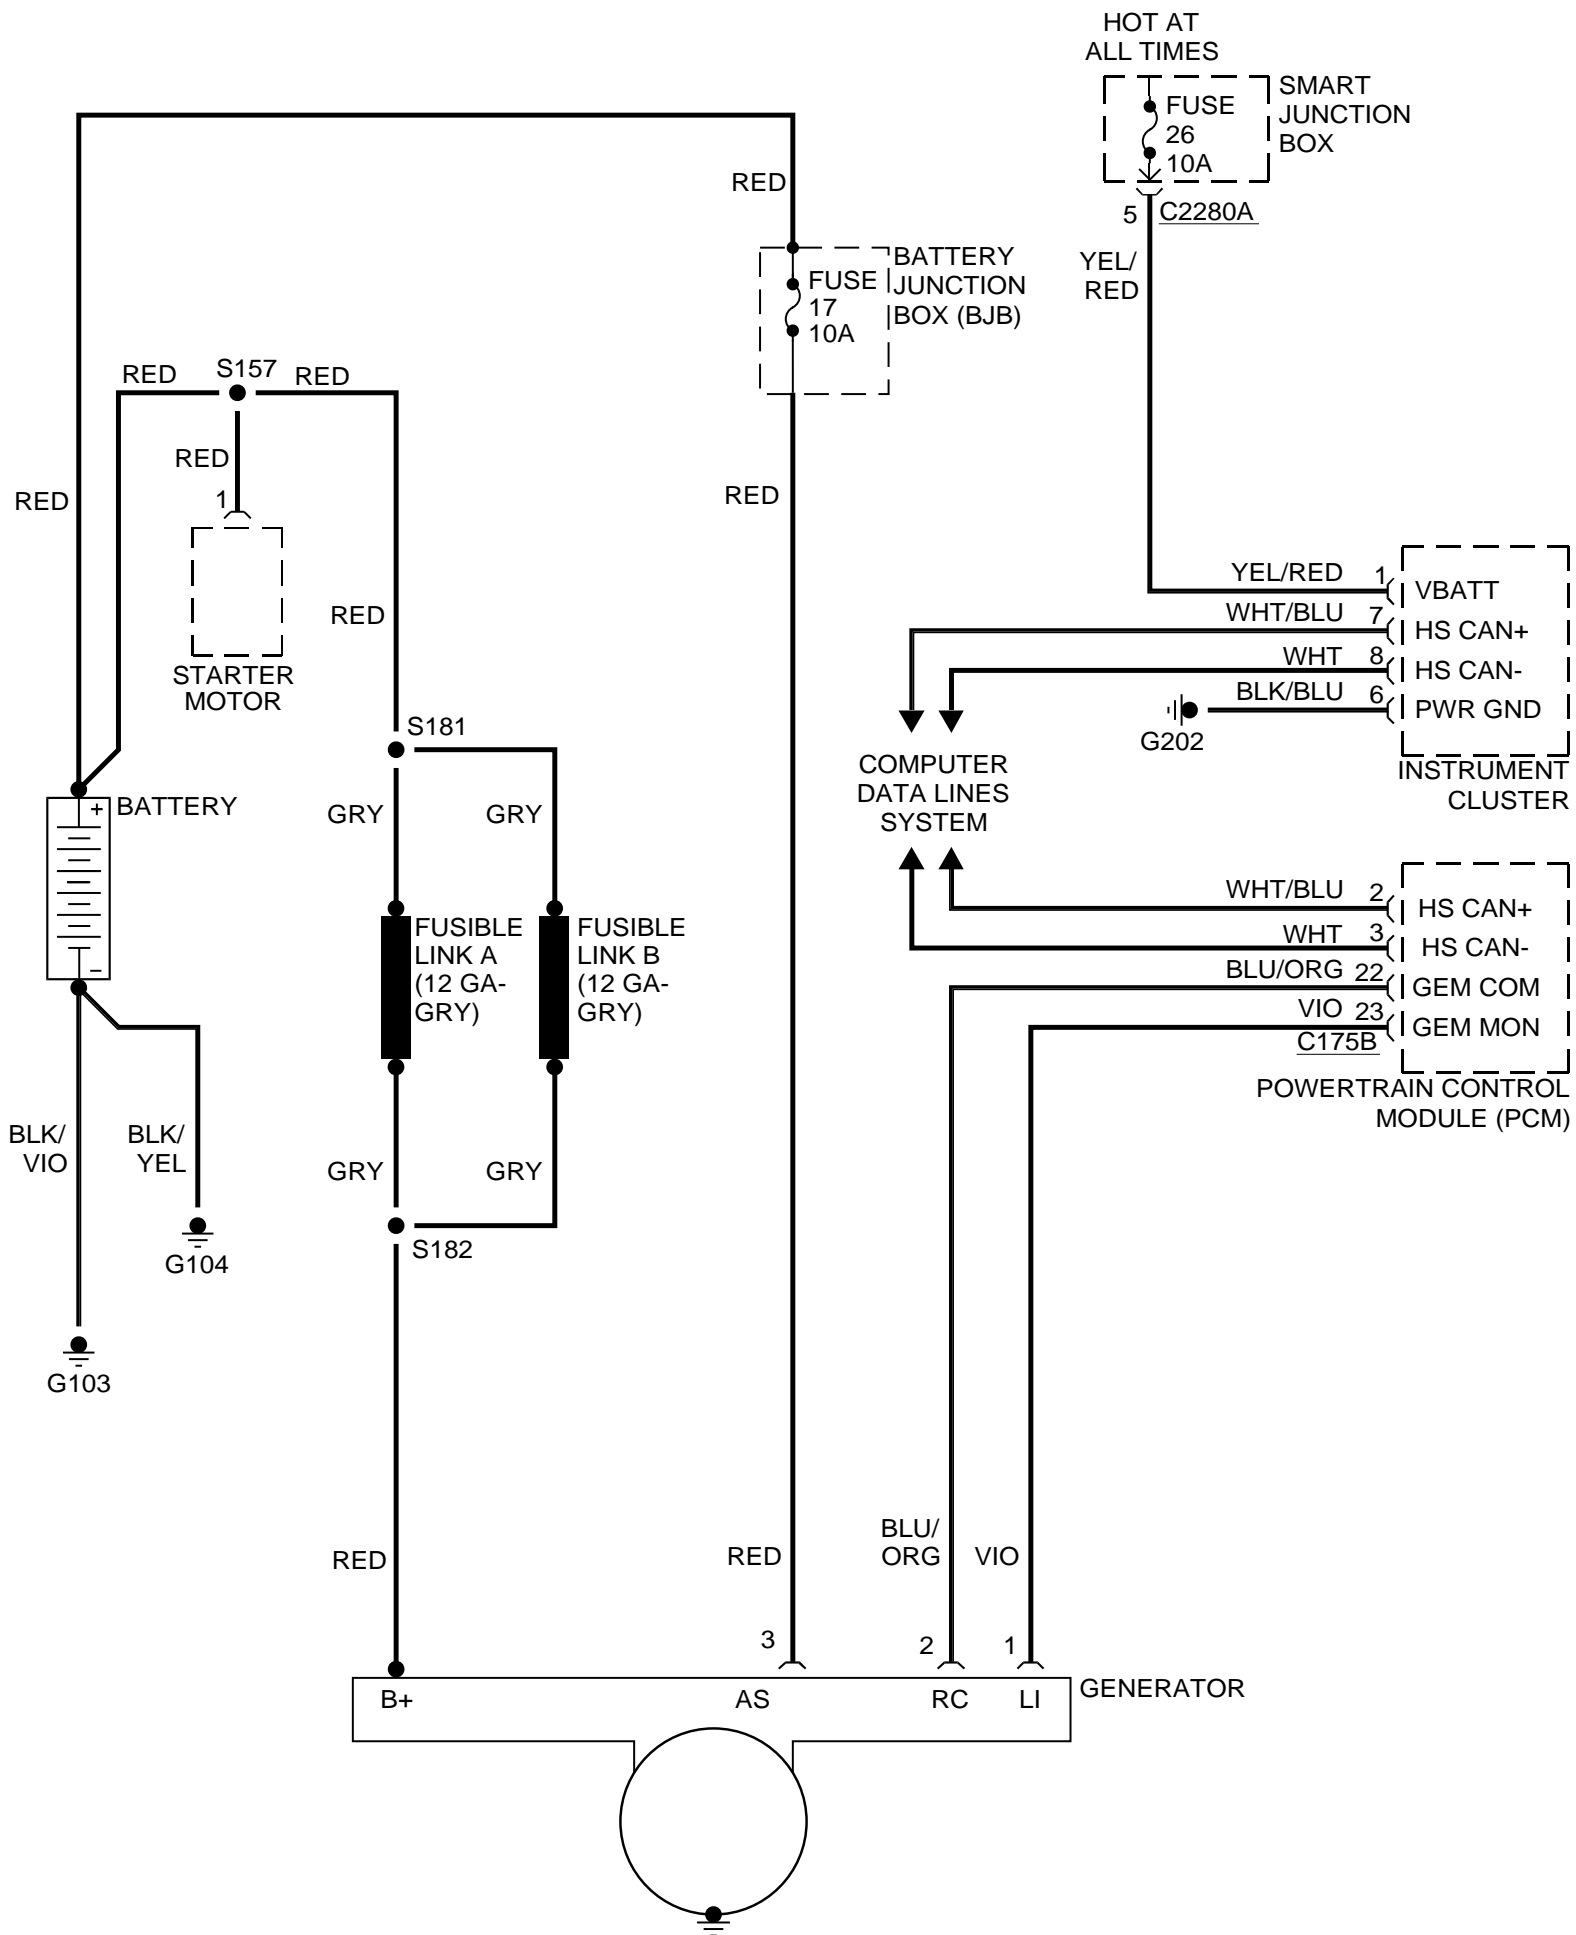 HOT AT
ALL TIMES
SMART
JUNCTION
BOX
FUSE
26
10A
5 C2280A
YEL/
RED
RED
BATTERY
JUNCTION
BOX (BJB)
FUSE
17
10A
S157
RED
RED
RED
1
STARTER
MOTOR
RED
RED
RED
YEL/RED 1 VBATT
WHT/BLU 7 HS CAN+
WHT 8 HS CAN-
BLK/BLU 6 PWR GND
G202
INSTRUMENT
CLUSTER
S181
COMPUTER
DATA LINES
SYSTEM
+ BATTERY
–
GRY
GRY
FUSIBLE
LINK A
(12 GA-
GRY)
FUSIBLE
LINK B
(12 GA-
GRY)
WHT/BLU 2 HS CAN+
WHT 3 HS CAN-
BLU/ORG 22 GEM COM
VIO 23 GEM MON
C175B
POWERTRAIN CONTROL
MODULE (PCM)
BLK/
VIO
BLK/
YEL
GRY
GRY
G104
S182
G103
RED
RED
BLU/
ORG
VIO
3
2
1
B+
AS
RC
LI
GENERATOR